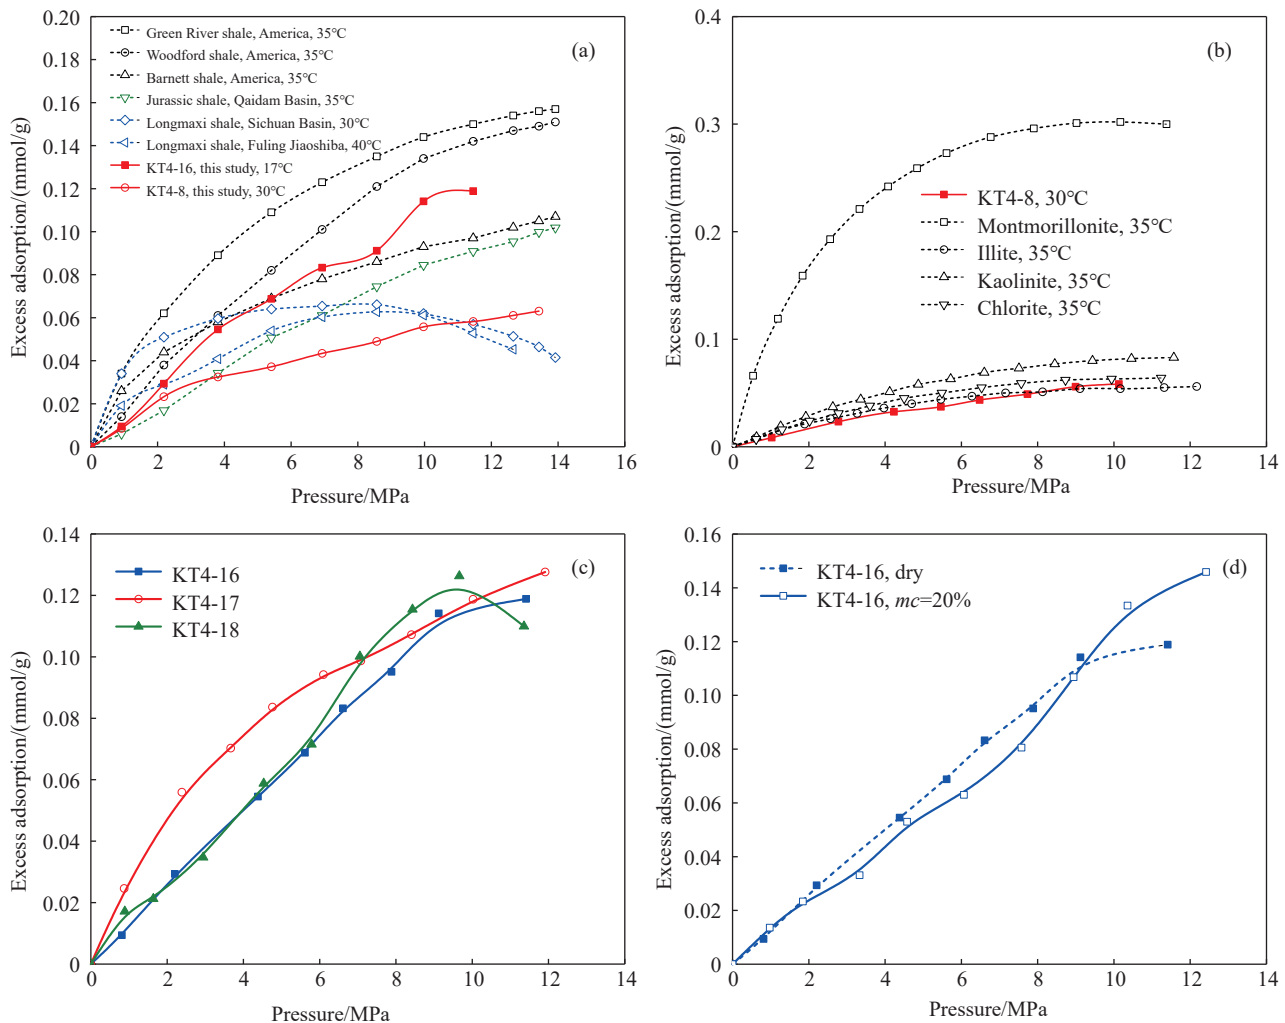 0.20
0.18
0.16
0.14
0.12
0.10
0.08
0.06
0.04
0.02
0
Excess adsorption/(mmol/g)
Green River shale, America, 35℃
Woodford shale, America, 35℃
Barnett shale, America, 35℃
Jurassic shale, Qaidam Basin, 35℃
Longmaxi shale, Sichuan Basin, 30℃
Longmaxi shale, Fuling Jiaoshiba, 40℃
KT4-16, this study, 17℃
KT4-8, this study, 30℃
(a)
0 2 4 6 8 10 12 14 16
Pressure/MPa
0.4
0.3
0.2
0.1
0
Excess adsorption/(mmol/g)
(b)
KT4-8, 30℃
Montmorillonite, 35℃
Illite, 35℃
Kaolinite, 35℃
Chlorite, 35℃
0 2 4 6 8 10 12 14
Pressure/MPa
0.14
0.12
0.10
0.08
0.06
0.04
0.02
0
Excess adsorption/(mmol/g)
KT4-16
KT4-17
KT4-18
(c)
0 2 4 6 8 10 12 14
Pressure/MPa
0.16
0.14
0.12
0.10
0.08
0.06
0.04
0.02
0
Excess adsorption/(mmol/g)
KT4-16, dry
KT4-16, mc=20%
(d)
0 2 4 6 8 10 12 14
Pressure/MPa